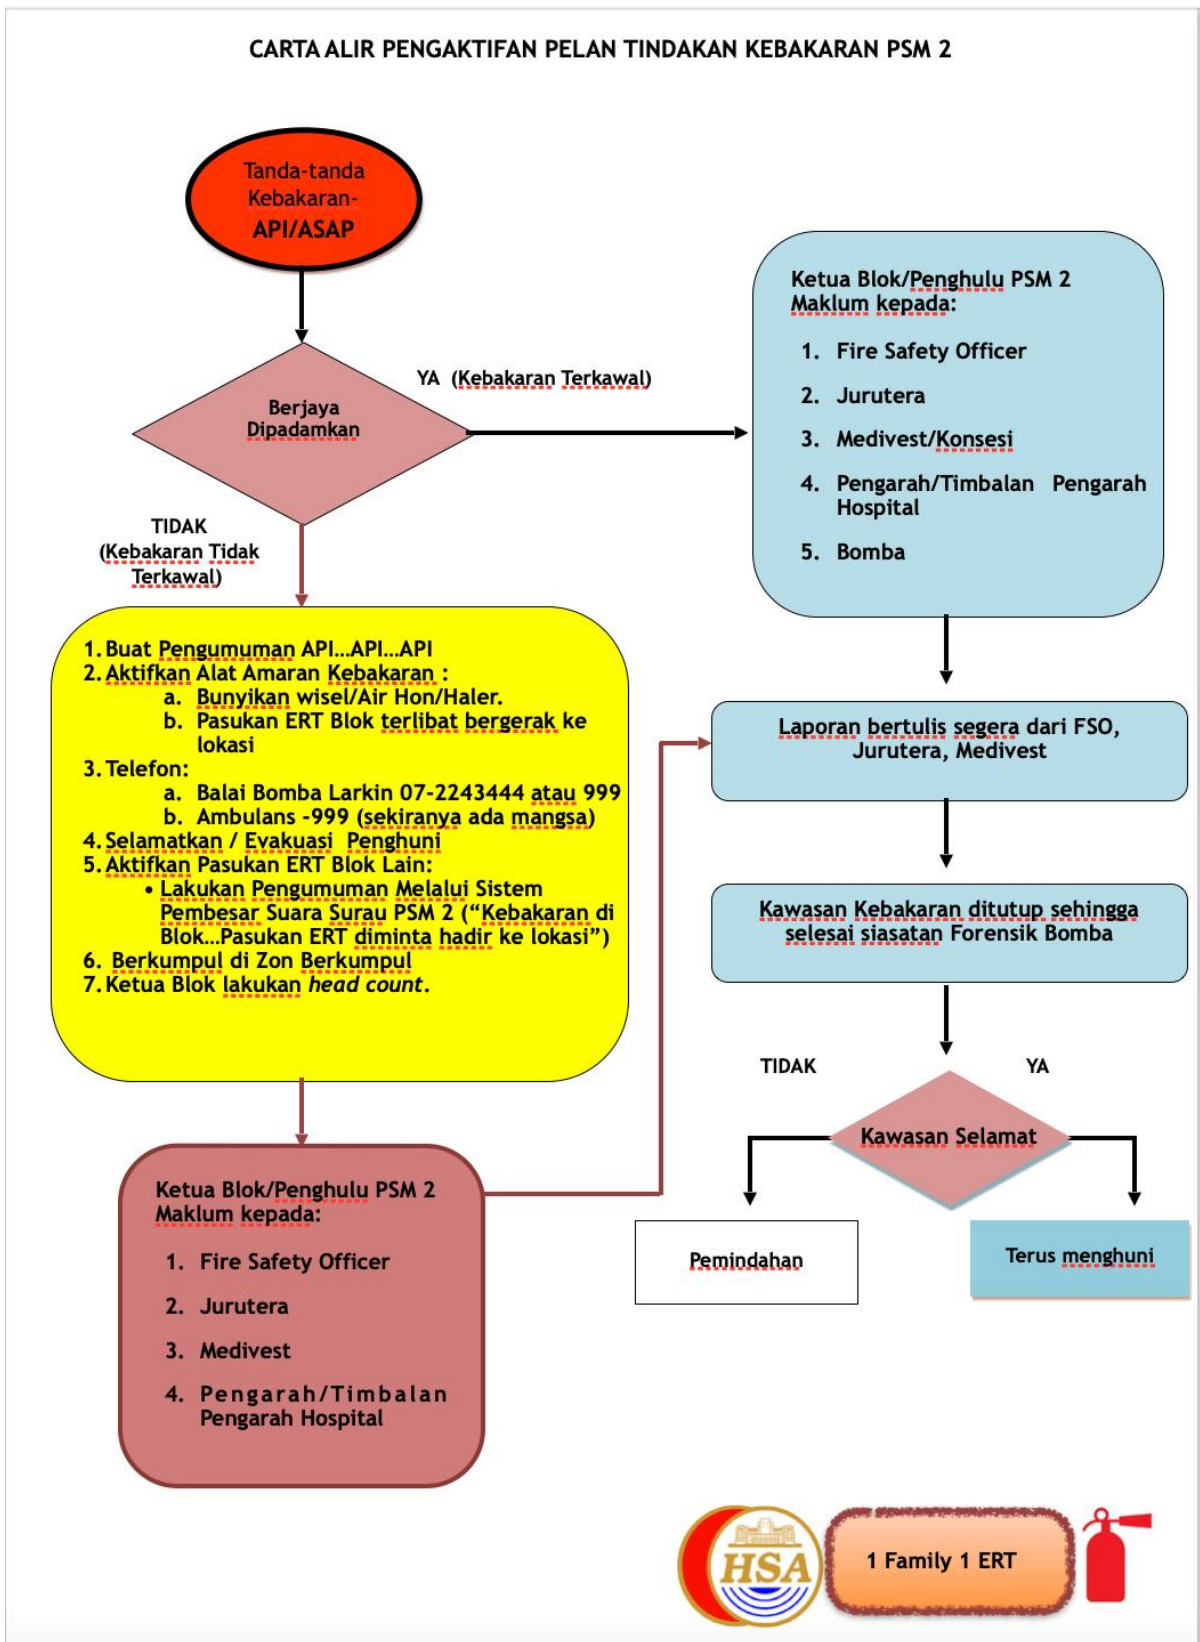 CARTA ALIR PENGAKTIFAN PELAN TINDAKAN KEBAKARAN PSM 2
Tanda-tanda
Kebakaran-
API/ASAP
Berjaya
Dipadamkan
YA (Kebakaran Terkawal)
Ketua Blok/Penghulu PSM 2
Maklum kepada:
1. Fire Safety Officer
2. Jurutera
3. Medivest/Konsesi
4. Pengarah/Timbalan Pengarah
Hospital
5. Bomba
TIDAK
(Kebakaran Tidak
Terkawal)
1. Buat Pengumuman API...API...API
2. Aktifkan Alat Amaran Kebakaran :
a. Bunyikan wisel/Air Hon/Haler.
b. Pasukan ERT Blok terlibat bergerak ke
lokasi
3. Telefon:
a. Balai Bomba Larkin 07-2243444 atau 999
b. Ambulans -999 (sekiranya ada mangsa)
4. Selamatkan / Evakuasi Penghuni
5. Aktifkan Pasukan ERT Blok Lain:
• Lakukan Pengumuman Melalui Sistem
Pembesar Suara Surau PSM 2 (“Kebakaran di
Blok...Pasukan ERT diminta hadir ke lokasi”)
6. Berkumpul di Zon Berkumpul
7. Ketua Blok lakukan head count.
Ketua Blok/Penghulu PSM 2
Maklum kepada:
1. Fire Safety Officer
2. Jurutera
3. Medivest
4. Pengarah/Timbalan
Pengarah Hospital
Laporan bertulis segera dari FSO,
Jurutera, Medivest
Kawasan Kebakaran ditutup sehingga
selesai siasatan Forensik Bomba
TIDAK
YA
Kawasan Selamat
Pemindahan
Terus menghuni
HSA
1 Family 1 ERT